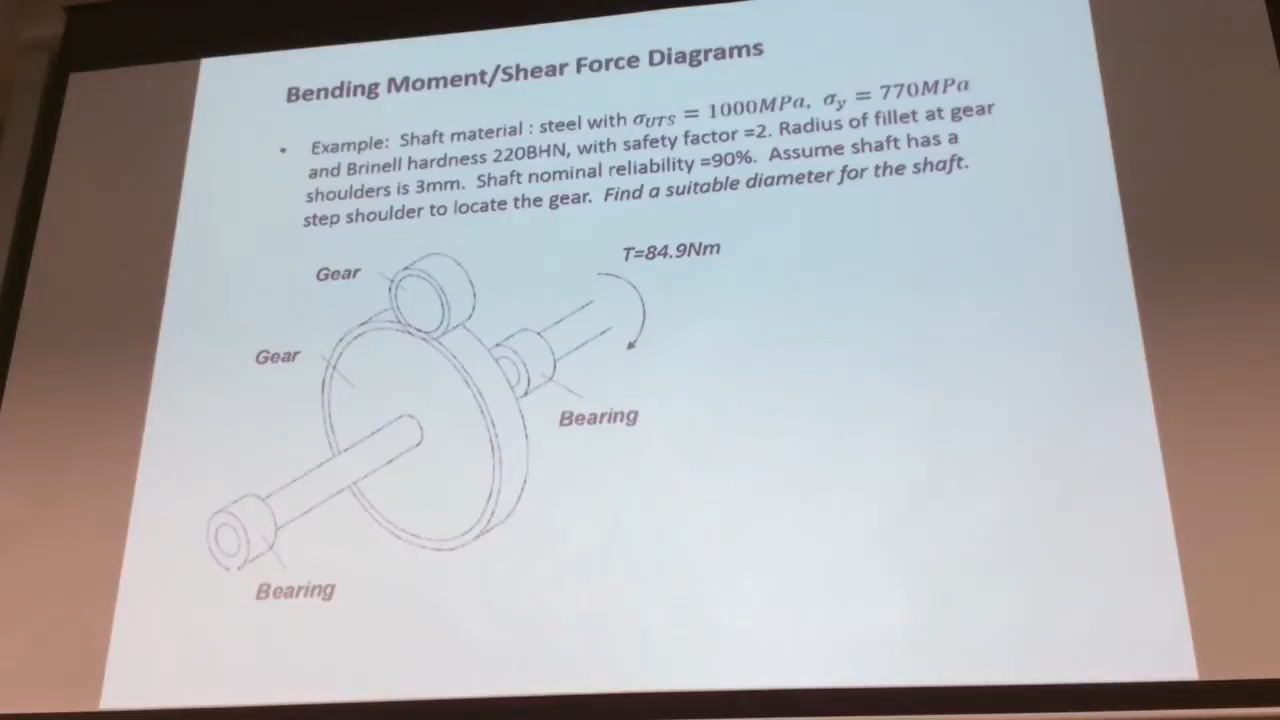 Bending Moment/Shear Force Diagrams
• Example: Shaft material : steel with σUTS = 1000MPa, σy = 770MPa
and Brinell hardness 220BHN, with safety factor =2. Radius of fillet at gear
shoulders is 3mm. Shaft nominal reliability =90%. Assume shaft has a
step shoulder to locate the gear. Find a suitable diameter for the shaft.
T=84.9Nm
Gear
Gear
Bearing
Bearing